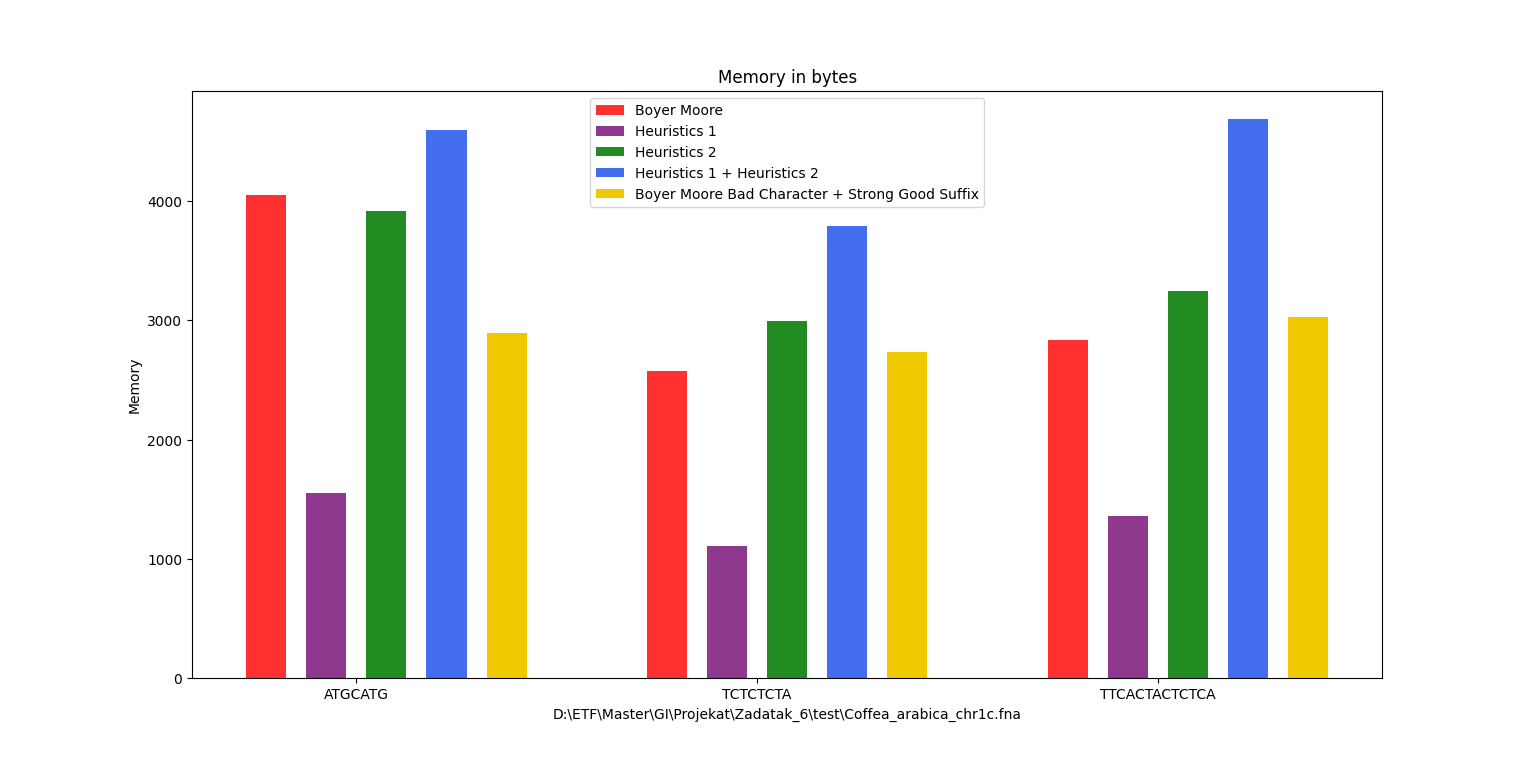 Memory in bytes
Boyer Moore
Heuristics 1
Heuristics 2
Heuristics 1 + Heuristics 2
Boyer Moore Bad Character + Strong Good Suffix
Memory
4000
3000
2000
1000
0
ATGCATG
TCTCTCTA
TTCACTACTCTCA
D:\ETF\Master\GI\Projekat\Zadatak_6\test\Coffea_arabica_chr1c.fna